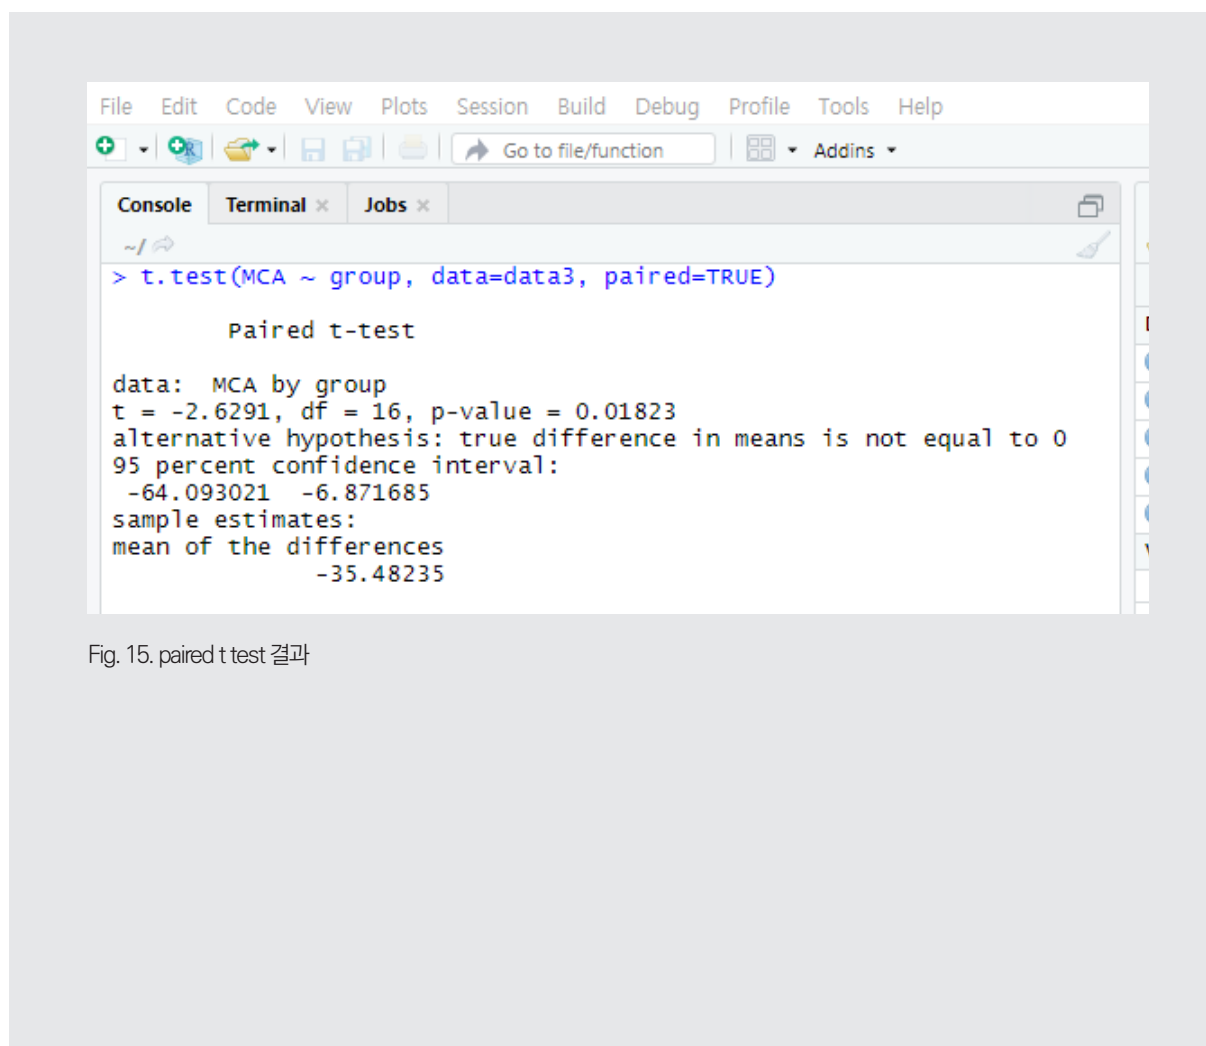 File Edit Code View Plots Session Build Debug Profile Tools Help
Go to file/function Addins
Console Terminal Jobs
~/
> t.test(MCA ~ group, data=data3, paired=TRUE)
Paired t-test
data: MCA by group
t = -2.6291, df = 16, p-value = 0.01823
alternative hypothesis: true difference in means is not equal to 0
95 percent confidence interval:
-64.093021 -6.871685
sample estimates:
mean of the differences
-35.48235
Fig. 15. paired t test 결과